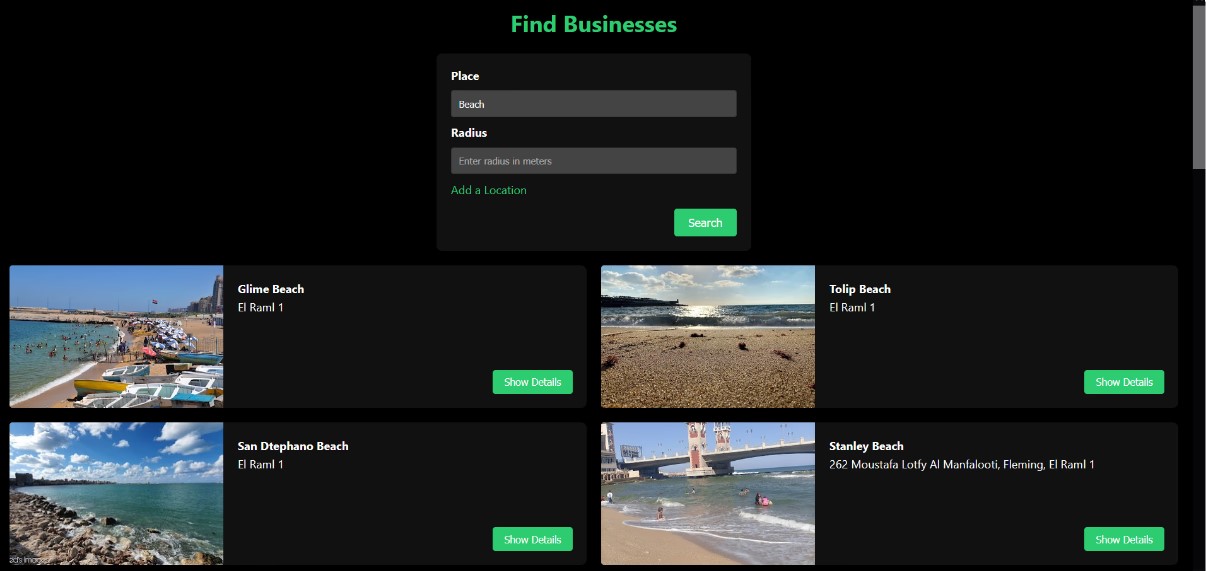 Find Businesses
Place
Beach
Radius
Enter radius in meters
Add a Location
Search
Glime Beach
El Raml 1
Show Details
Tolip Beach
El Raml 1
Show Details
San Dtephano Beach
El Raml 1
Show Details
Stanley Beach
262 Moustafa Lotfy Al Manfalooti, Fleming, El Raml 1
Show Details